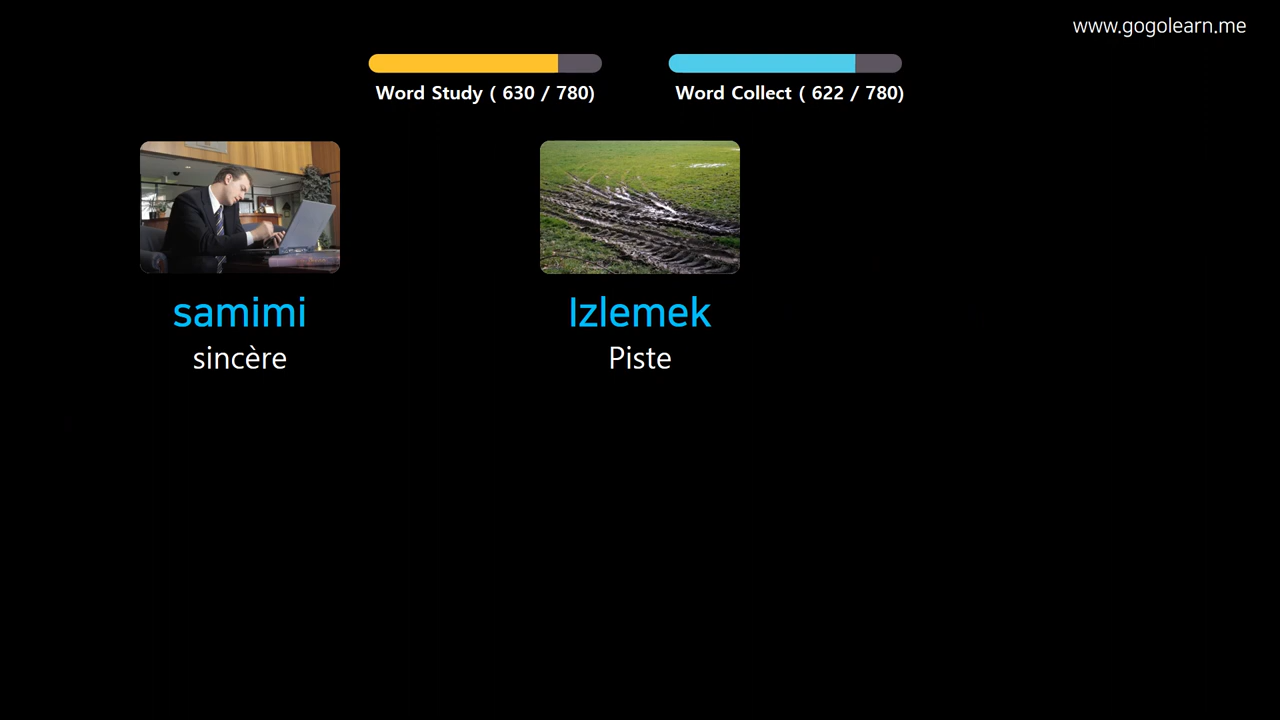 www.gogolearn.me
Word Study ( 630 / 780)
Word Collect ( 622 / 780)
samimi
sincère
Izlemek
Piste